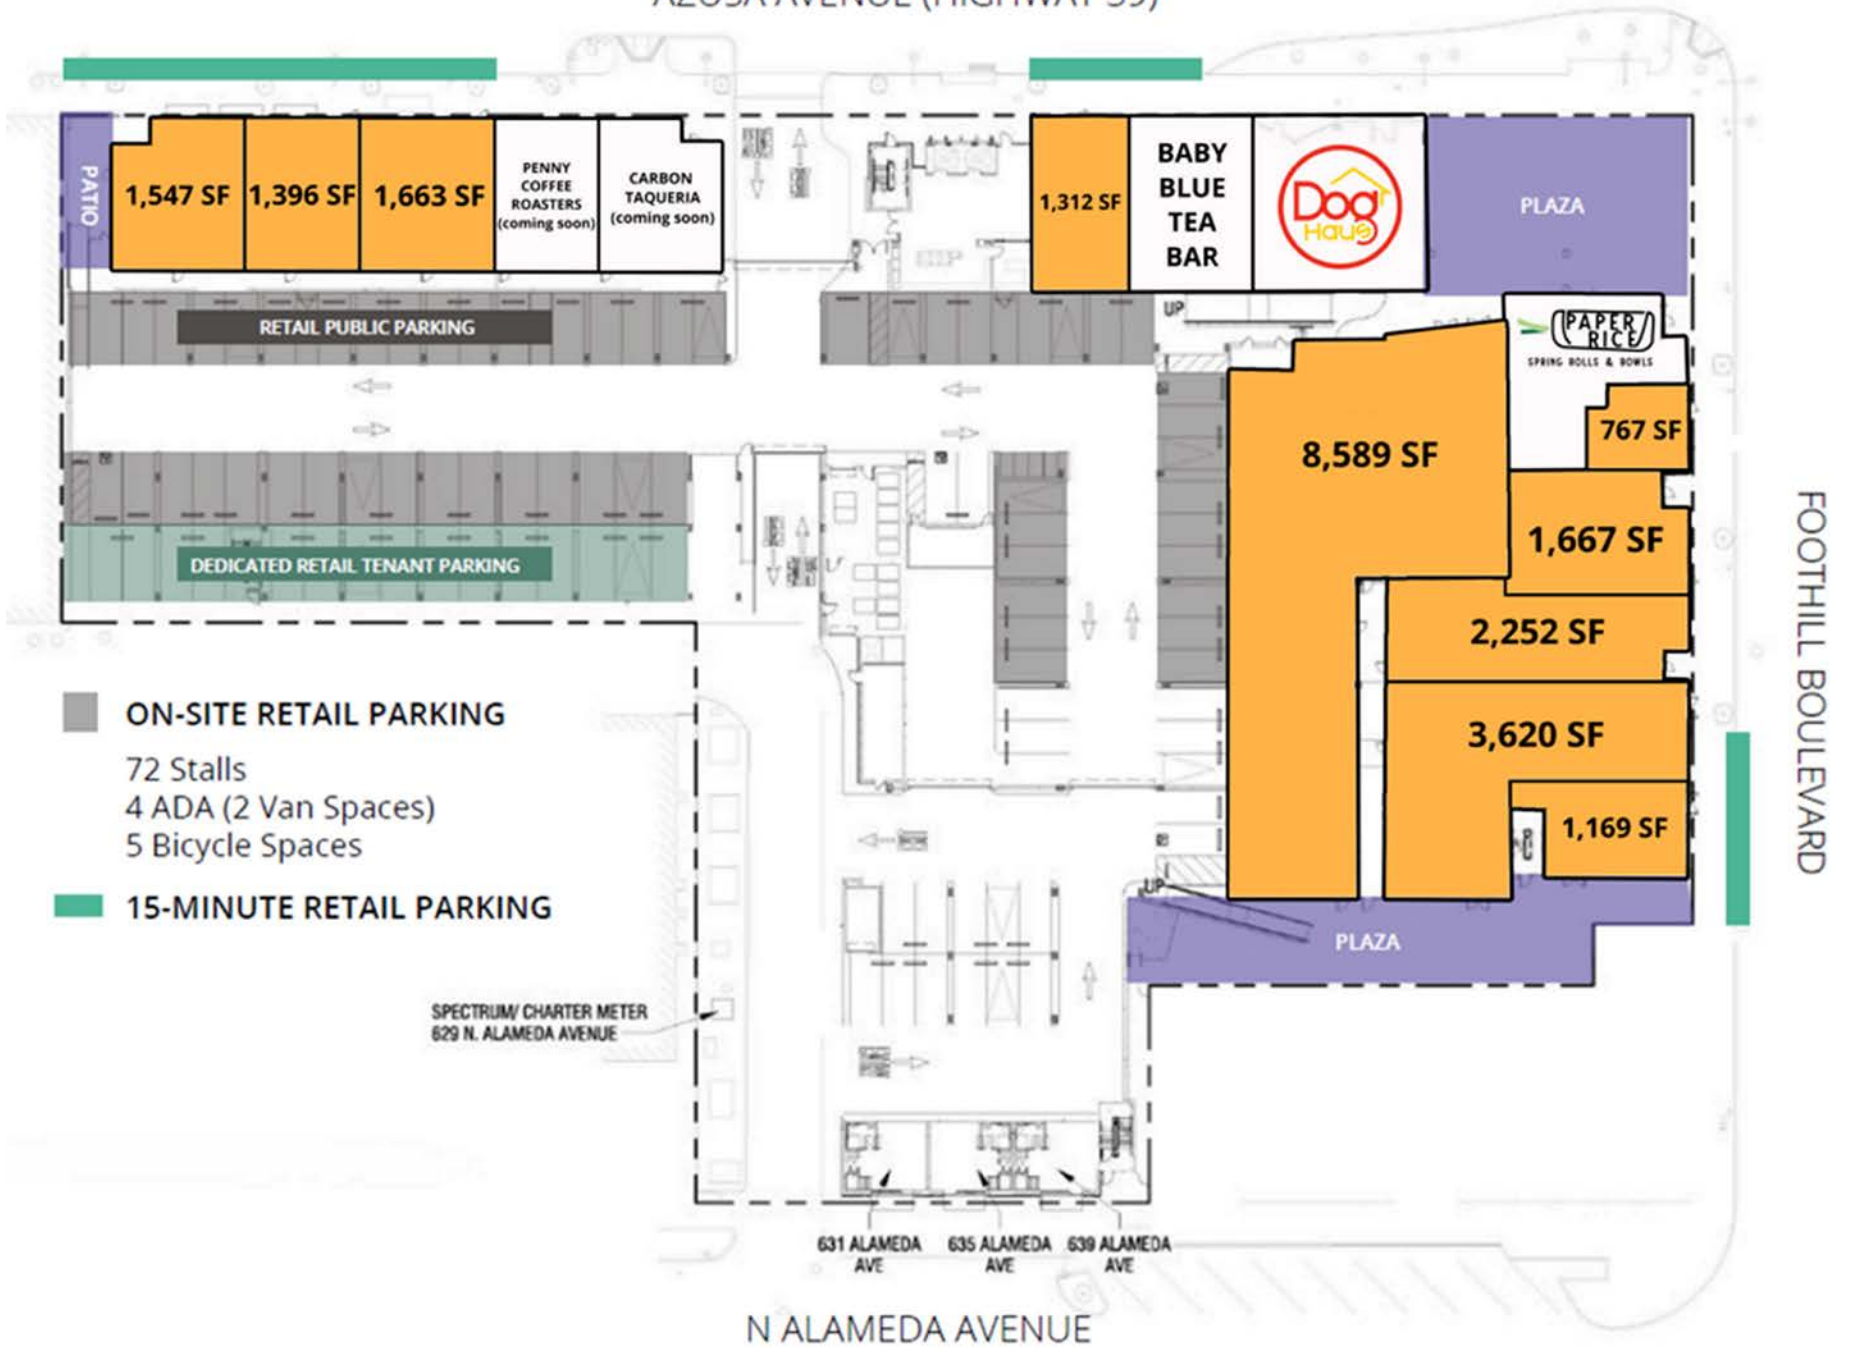 AZUSA AVENUE (HIGHWAY 39)
PATIO
1,547 SF
1,396 SF
1,663 SF
PENNY
COFFEE
ROASTERS
(coming soon)
CARBON
TAQUERIA
(coming soon)
1,312 SF
BABY
BLUE
TEA
BAR
Dog
Haus
PLAZA
RETAIL PUBLIC PARKING
UP
PAPER
RICE
SPRING ROLLS & BOWLS
767 SF
8,589 SF
1,667 SF
DEDICATED RETAIL TENANT PARKING
2,252 SF
FOOTHILL BOULEVARD
ON-SITE RETAIL PARKING
72 Stalls
4 ADA (2 Van Spaces)
5 Bicycle Spaces
15-MINUTE RETAIL PARKING
3,620 SF
1,169 SF
UP
PLAZA
SPECTRUM/ CHARTER METER
629 N. ALAMEDA AVENUE
631 ALAMEDA
AVE
635 ALAMEDA
AVE
639 ALAMEDA
AVE
N ALAMEDA AVENUE